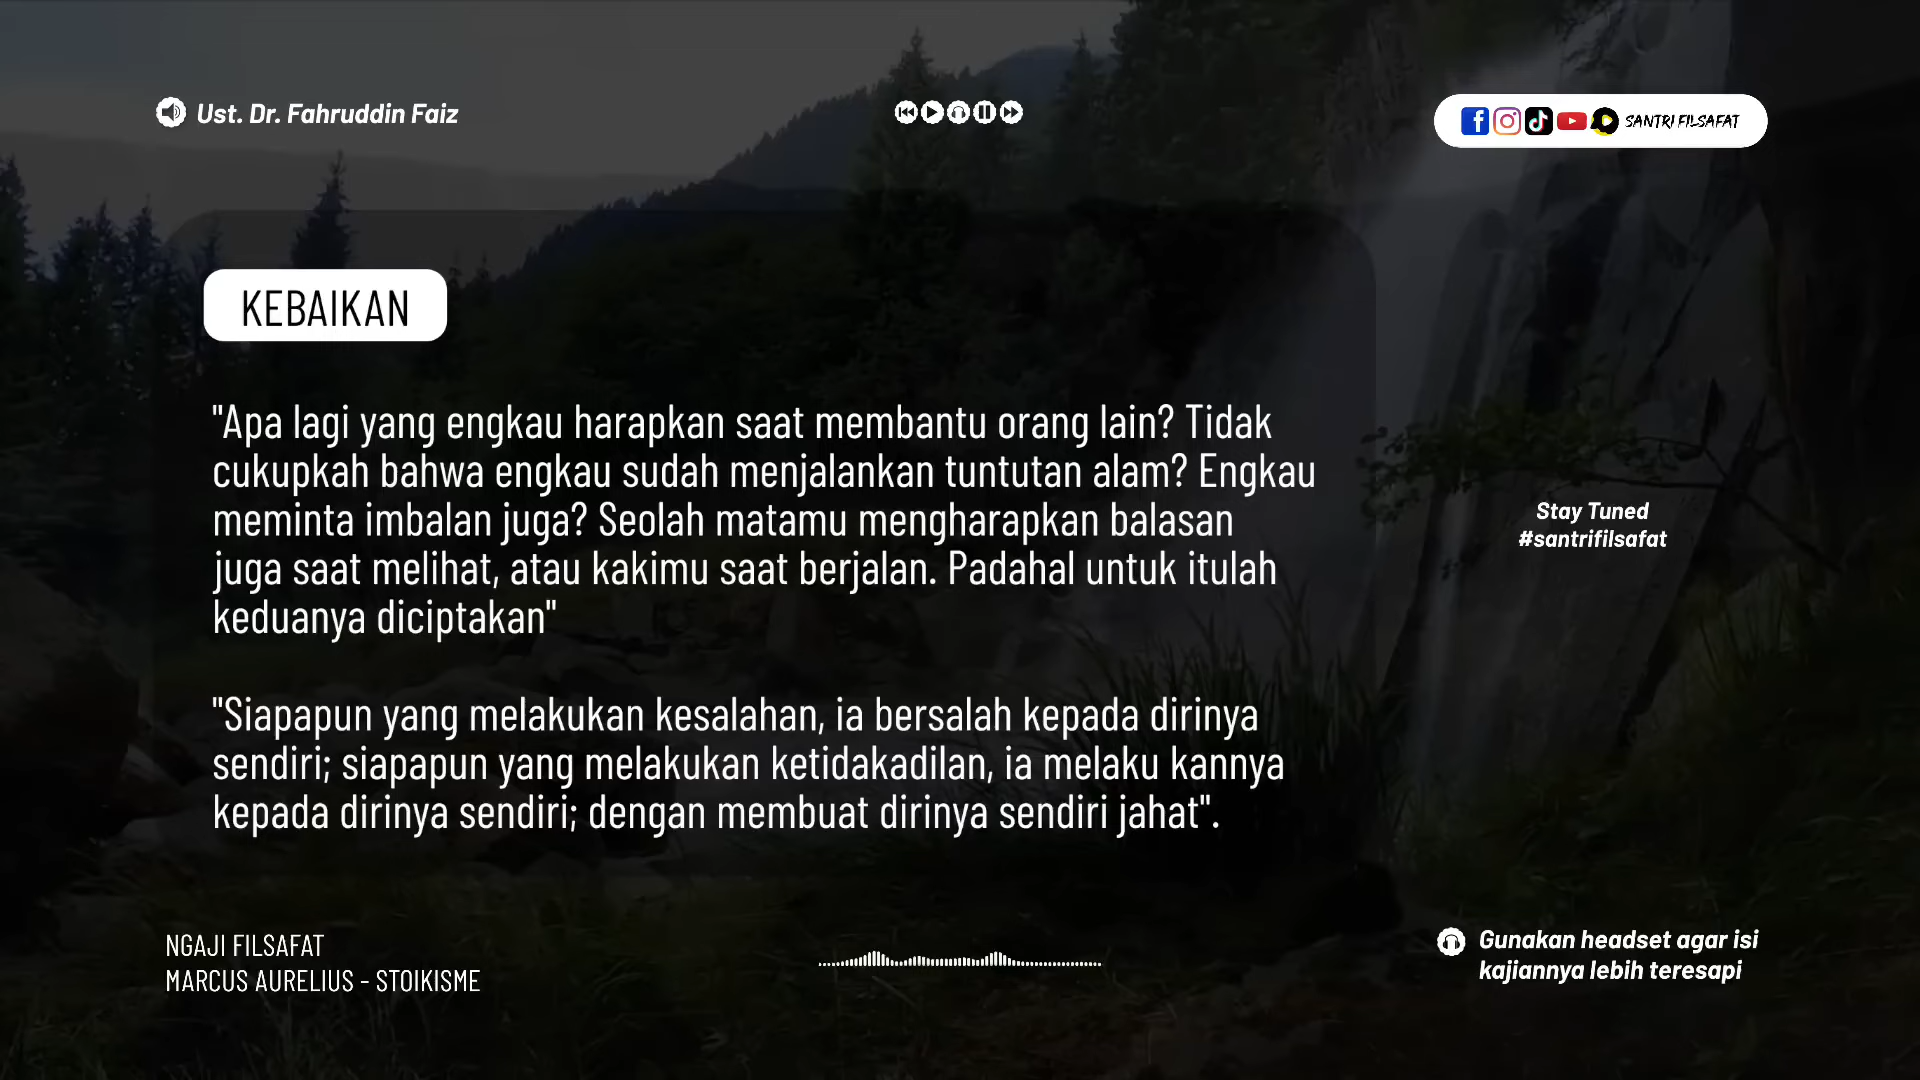 Ust. Dr. Fahruddin Faiz
SANTRI FILSAFAT
KEBAIKAN
"Apa lagi yang engkau harapkan saat membantu orang lain? Tidak
cukupkah bahwa engkau sudah menjalankan tuntutan alam? Engkau
meminta imbalan juga? Seolah matamu mengharapkan balasan
juga saat melihat, atau kakimu saat berjalan. Padahal untuk itulah
keduanya diciptakan"
"Siapapun yang melakukan kesalahan, ia bersalah kepada dirinya
sendiri; siapapun yang melakukan ketidakadilan, ia melaku kannya
kepada dirinya sendiri; dengan membuat dirinya sendiri jahat".
Stay Tuned
#santrifilsafat
NGAJI FILSAFAT
MARCUS AURELIUS - STOIKISME
Gunakan headset agar isi
kajiannya lebih teresapi